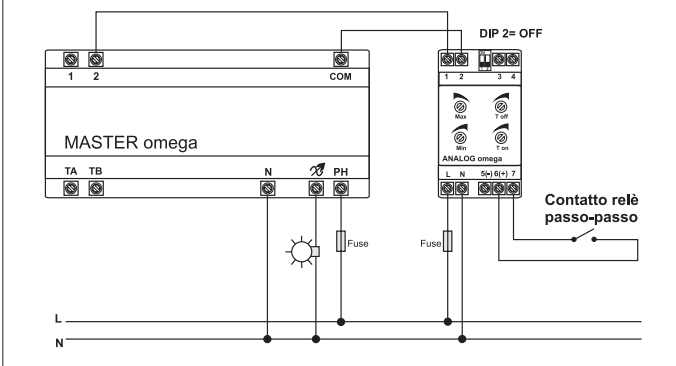 DIP 2= OFF
1 2 COM
1 2 3 4
MASTER omega
Max T off
Min T on
ANALOG omega
TA TB N PH
L N 5(-) 6(+) 7
Contatto relè
passo-passo
Fuse
Fuse
L
N